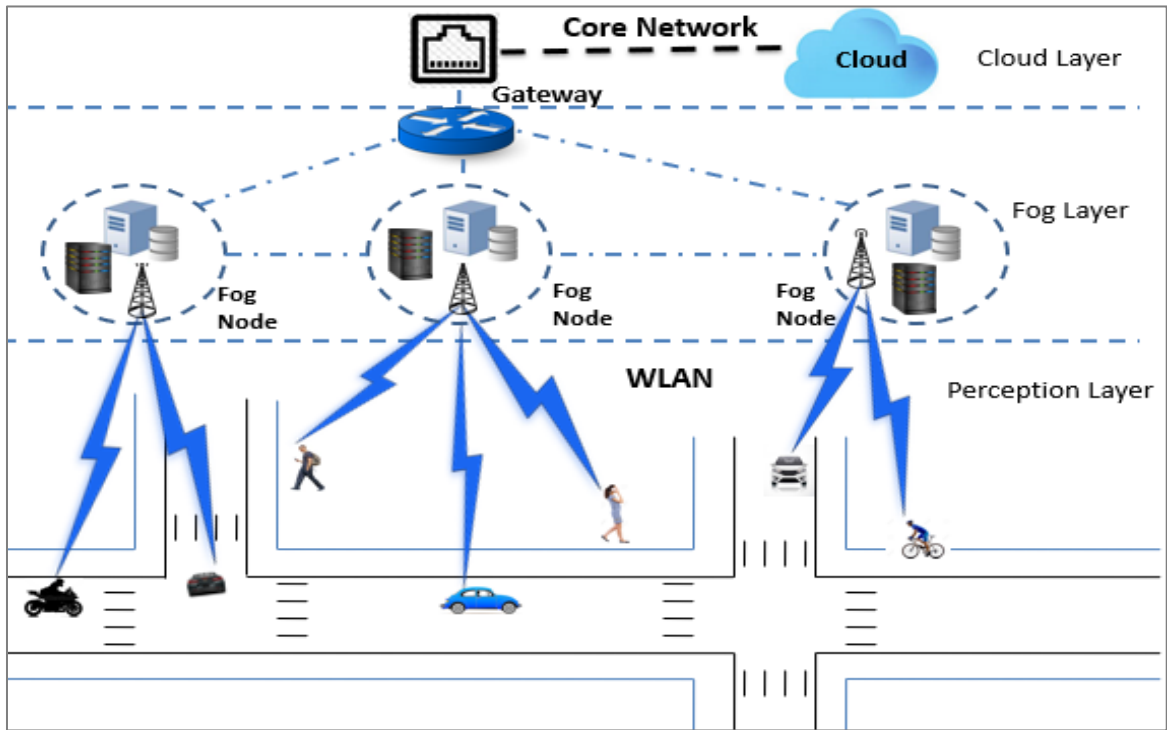 Core Network
Cloud
Cloud Layer
Gateway
Fog Layer
Fog
Node
Fog
Node
Fog
Node
WLAN
Perception Layer